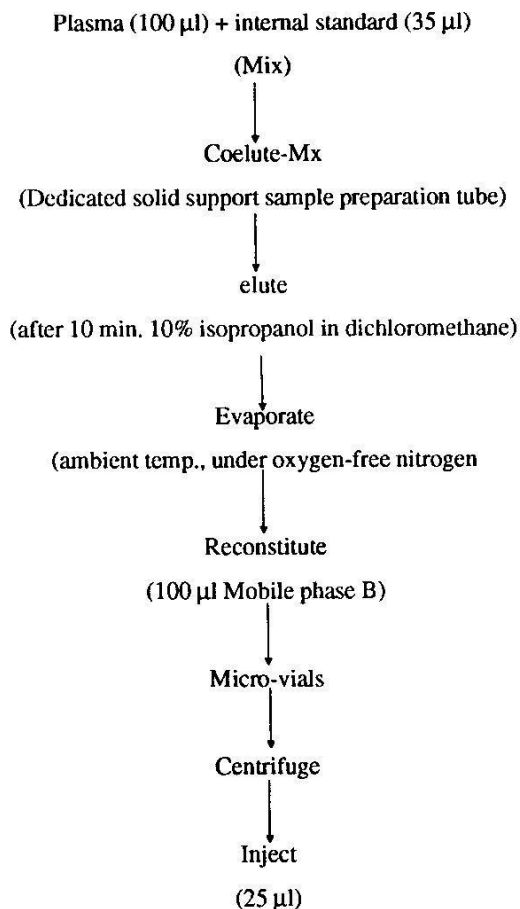 Plasma (100 µl) + internal standard (35 µl)
(Mix)
Coelute-Mx
(Dedicated solid support sample preparation tube)
elute
(after 10 min. 10% isopropanol in dichloromethane)
Evaporate
(ambient temp., under oxygen-free nitrogen
Reconstitute
(100 µl Mobile phase B)
Micro-vials
Centrifuge
Inject
(25 µl)